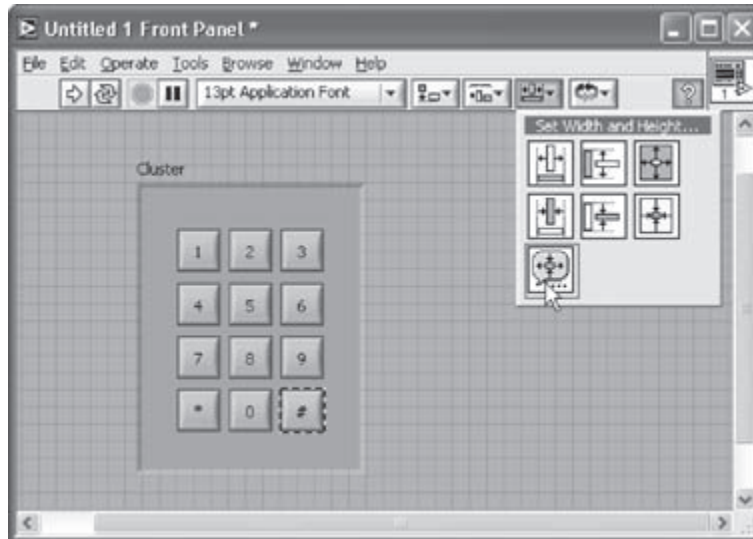 Untitled 1 Front Panel *
File Edit Operate Tools Browse Window Help
13pt Application Font
?
1
Set Width and Height...
Cluster
1 2 3
4 5 6
7 8 9
* 0 #